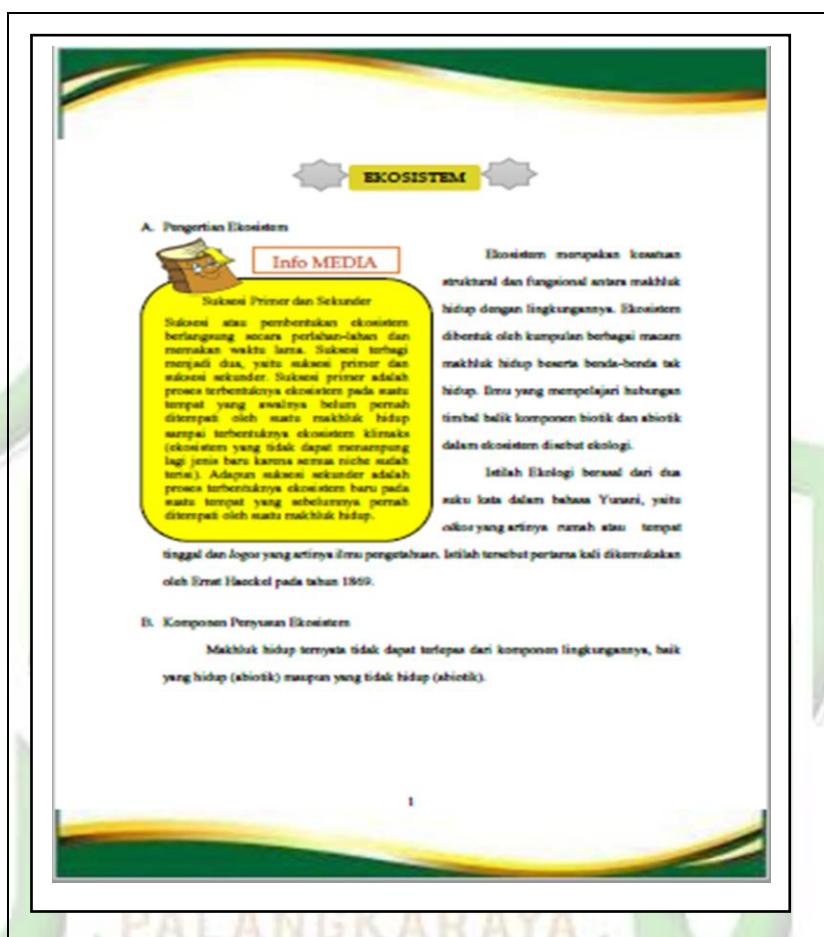 EKOSISTEM
A. Pengertian Ekosistem
Info MEDIA
Suksesi Primer dan Sekunder
Suksesi atau pembentukan ekosistem
berlangsung secara perlahan-lahan dan
memakan waktu lama. Suksesi terbagi
menjadi dua, yaitu suksesi primer dan
suksesi sekunder. Suksesi primer adalah
proses terbentuknya ekosistem pada suatu
tempat yang awalnya belum pernah
ditempati oleh suatu makhluk hidup
sampai terbentuknya ekosistem klimaks
(ekosistem yang tidak dapat menampung
lagi jenis baru karena semua niche sudah
terisi). Adapun suksesi sekunder adalah
proses terbentuknya ekosistem baru pada
suatu tempat yang sebelumnya pernah
ditempati oleh suatu makhluk hidup.
Ekosistem merupakan kesatuan
struktural dan fungsional antara makhluk
hidup dengan lingkungannya. Ekosistem
dibentuk oleh kumpulan berbagai macam
makhluk hidup beserta benda-benda tak
hidup. Ilmu yang mempelajari hubungan
timbal balik komponen biotik dan abiotik
dalam ekosistem disebut ekologi.
Istilah Ekologi berasal dari dua
suku kata dalam bahasa Yunani, yaitu
oikos yang artinya rumah atau tempat
tinggal dan logos yang artinya ilmu pengetahuan. Istilah tersebut pertama kali dikemukakan
oleh Ernst Haeckel pada tahun 1869.
B. Komponen Penyusun Ekosistem
Makhluk hidup ternyata tidak dapat terlepas dari komponen lingkungannya, baik
yang hidup (abiotik) maupun yang tidak hidup (abiotik).
1
PALANGKARAYA